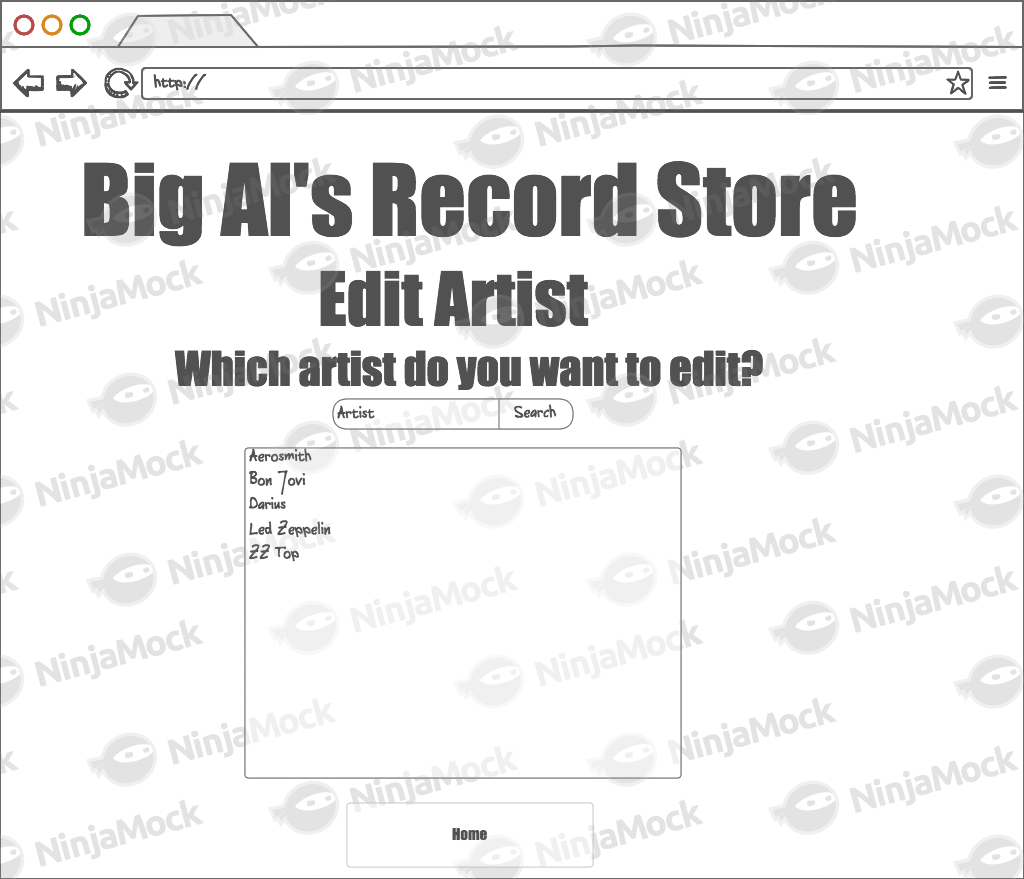 http://
Big Al's Record Store
Edit Artist
Which artist do you want to edit?
Artist Search
Aerosmith
Bon Jovi
Darius
Led Zeppelin
ZZ Top
Home
NinjaMock